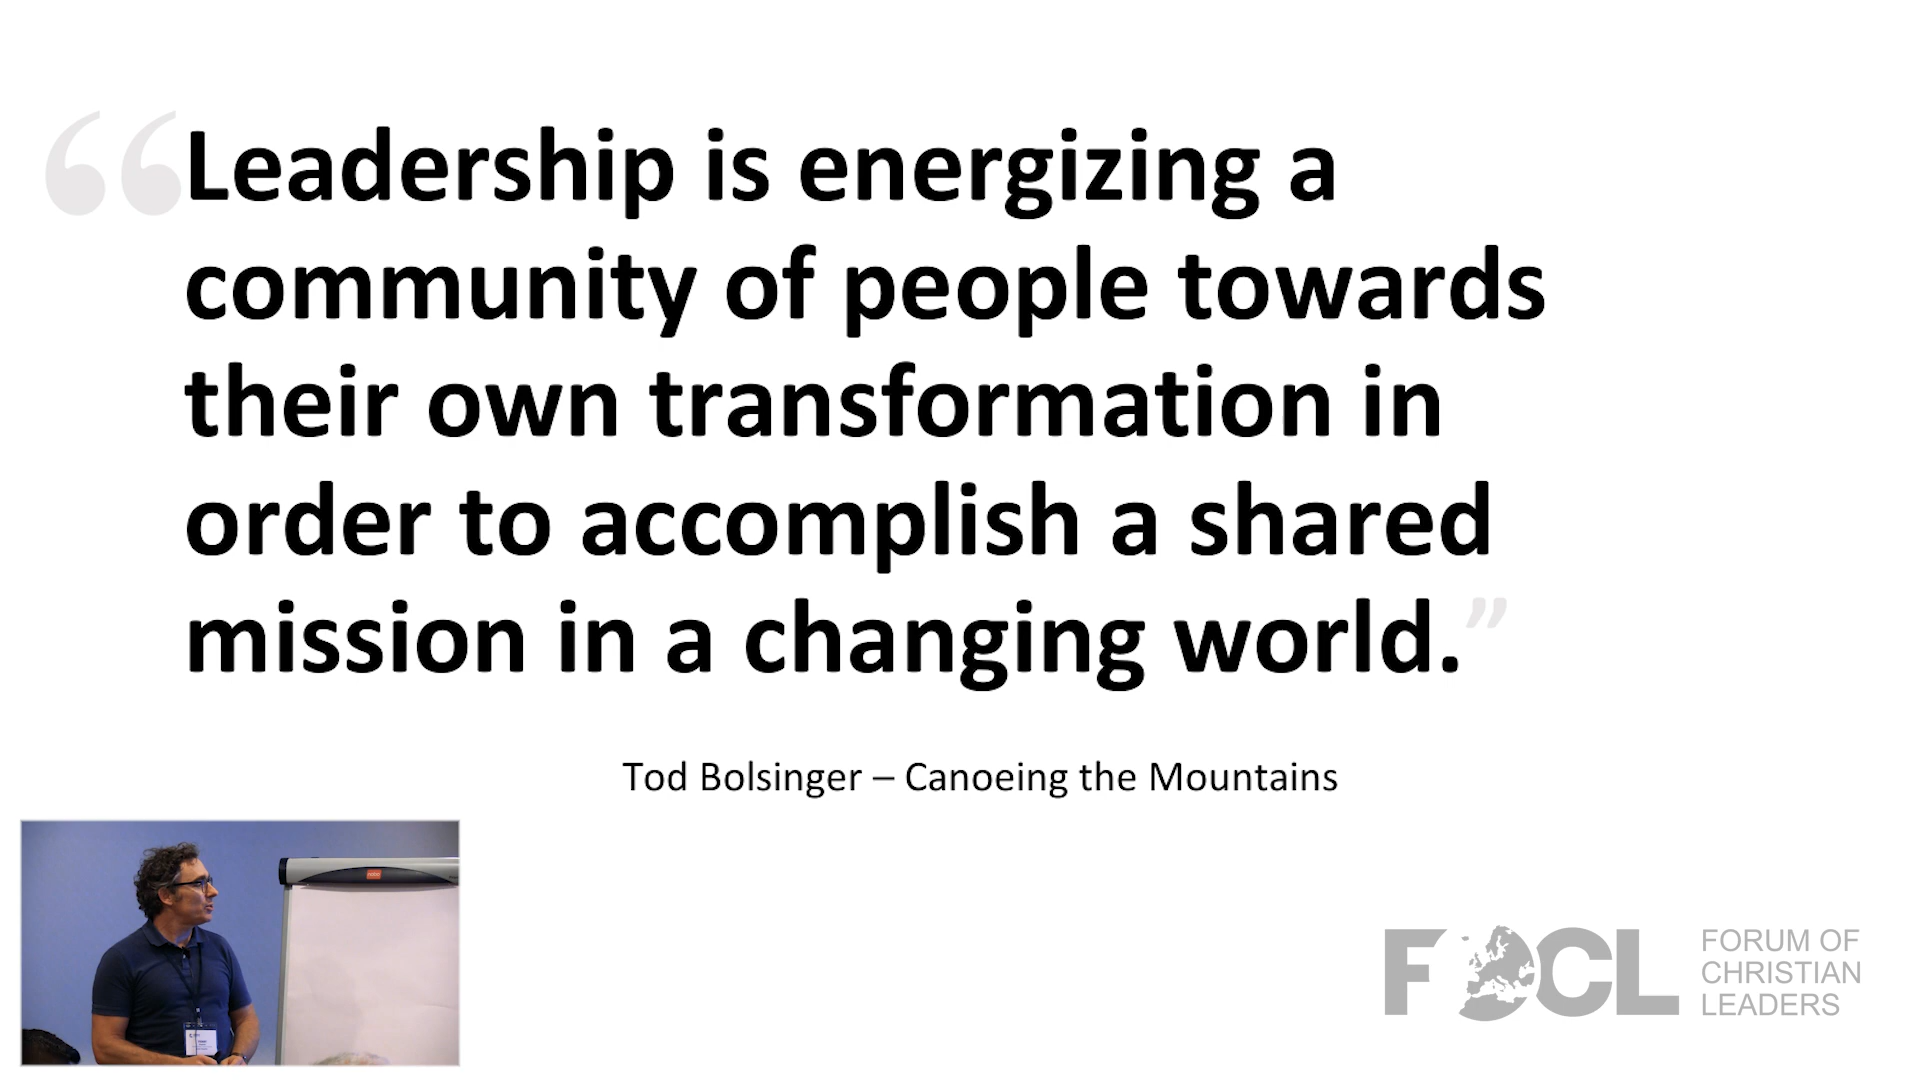 “Leadership is energizing a
community of people towards
their own transformation in
order to accomplish a shared
mission in a changing world.”
Tod Bolsinger – Canoeing the Mountains
nobo
FOCL
FORUM OF
CHRISTIAN
LEADERS